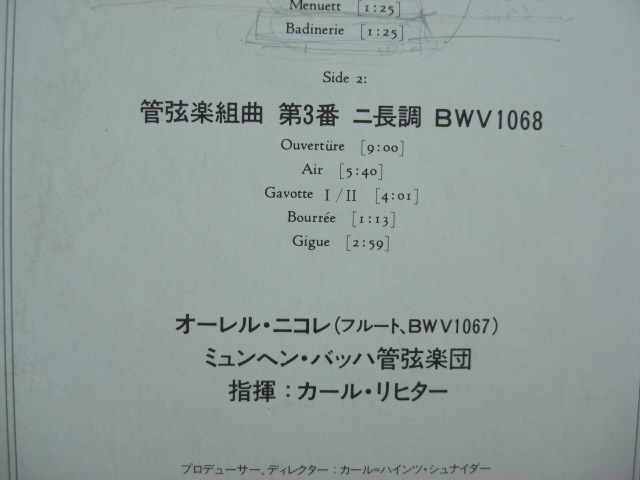 Menuett [1:25]
Badinerie [1:25]
Side 2:
管弦楽組曲 第3番 ニ長調 BWV1068
Ouvertüre [9:00]
Air [5:40]
Gavotte I/II [4:01]
Bourrée [1:13]
Gigue [2:59]
オーレル・ニコレ(フルート、BWV1067)
ミュンヘン・バッハ管弦楽団
指揮：カール・リヒター
プロデューサー、ディレクター：カール=ハインツ・シュナイダー